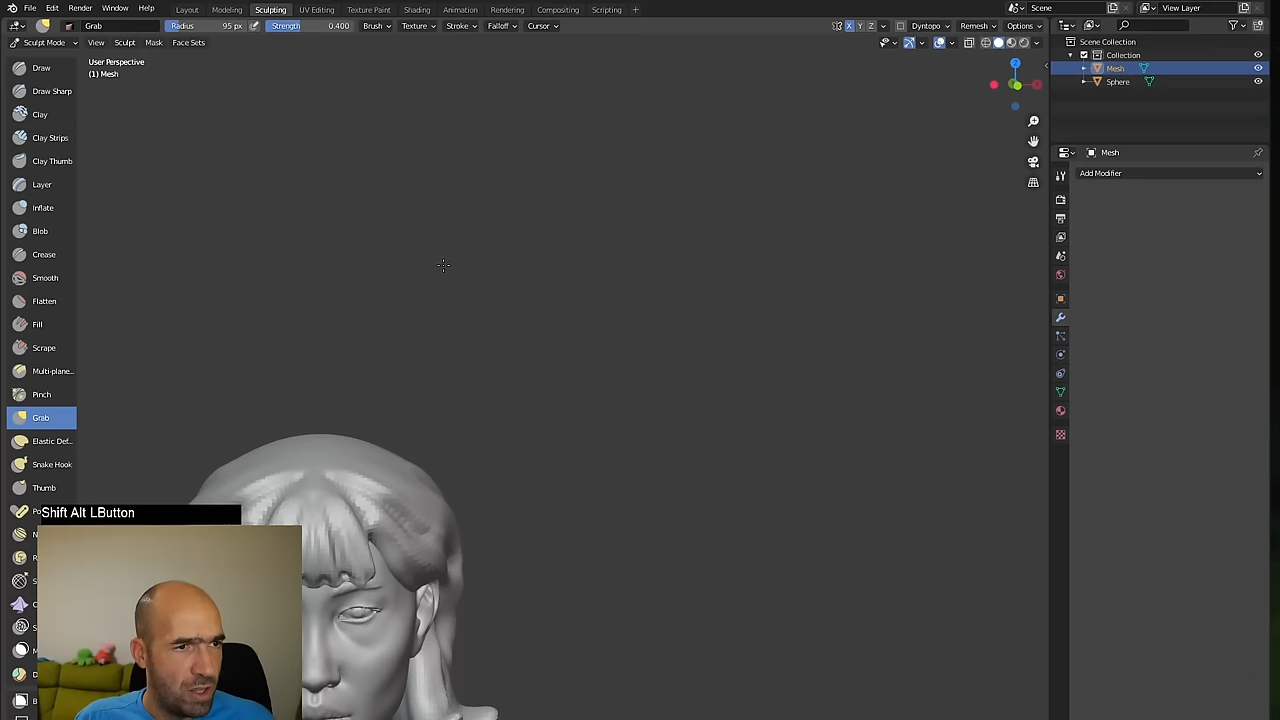 File Edit Render Window Help Layout Modeling Sculpting UV Editing Texture Paint Shading Animation Rendering Compositing Scripting + Scene View Layer
Grab Radius 95 px Strength 0.400 Brush Texture Stroke Falloff Cursor X Y Z Dyntopo Remesh Options
Sculpt Mode View Sculpt Mask Face Sets
User Perspective
(1) Mesh
Draw
Draw Sharp
Clay
Clay Strips
Clay Thumb
Layer
Inflate
Blob
Crease
Smooth
Flatten
Fill
Scrape
Multi-plane...
Pinch
Grab
Elastic Def...
Snake Hook
Thumb
Shift Alt LButton
Z
Scene Collection
Collection
Mesh
Sphere
Mesh
Add Modifier